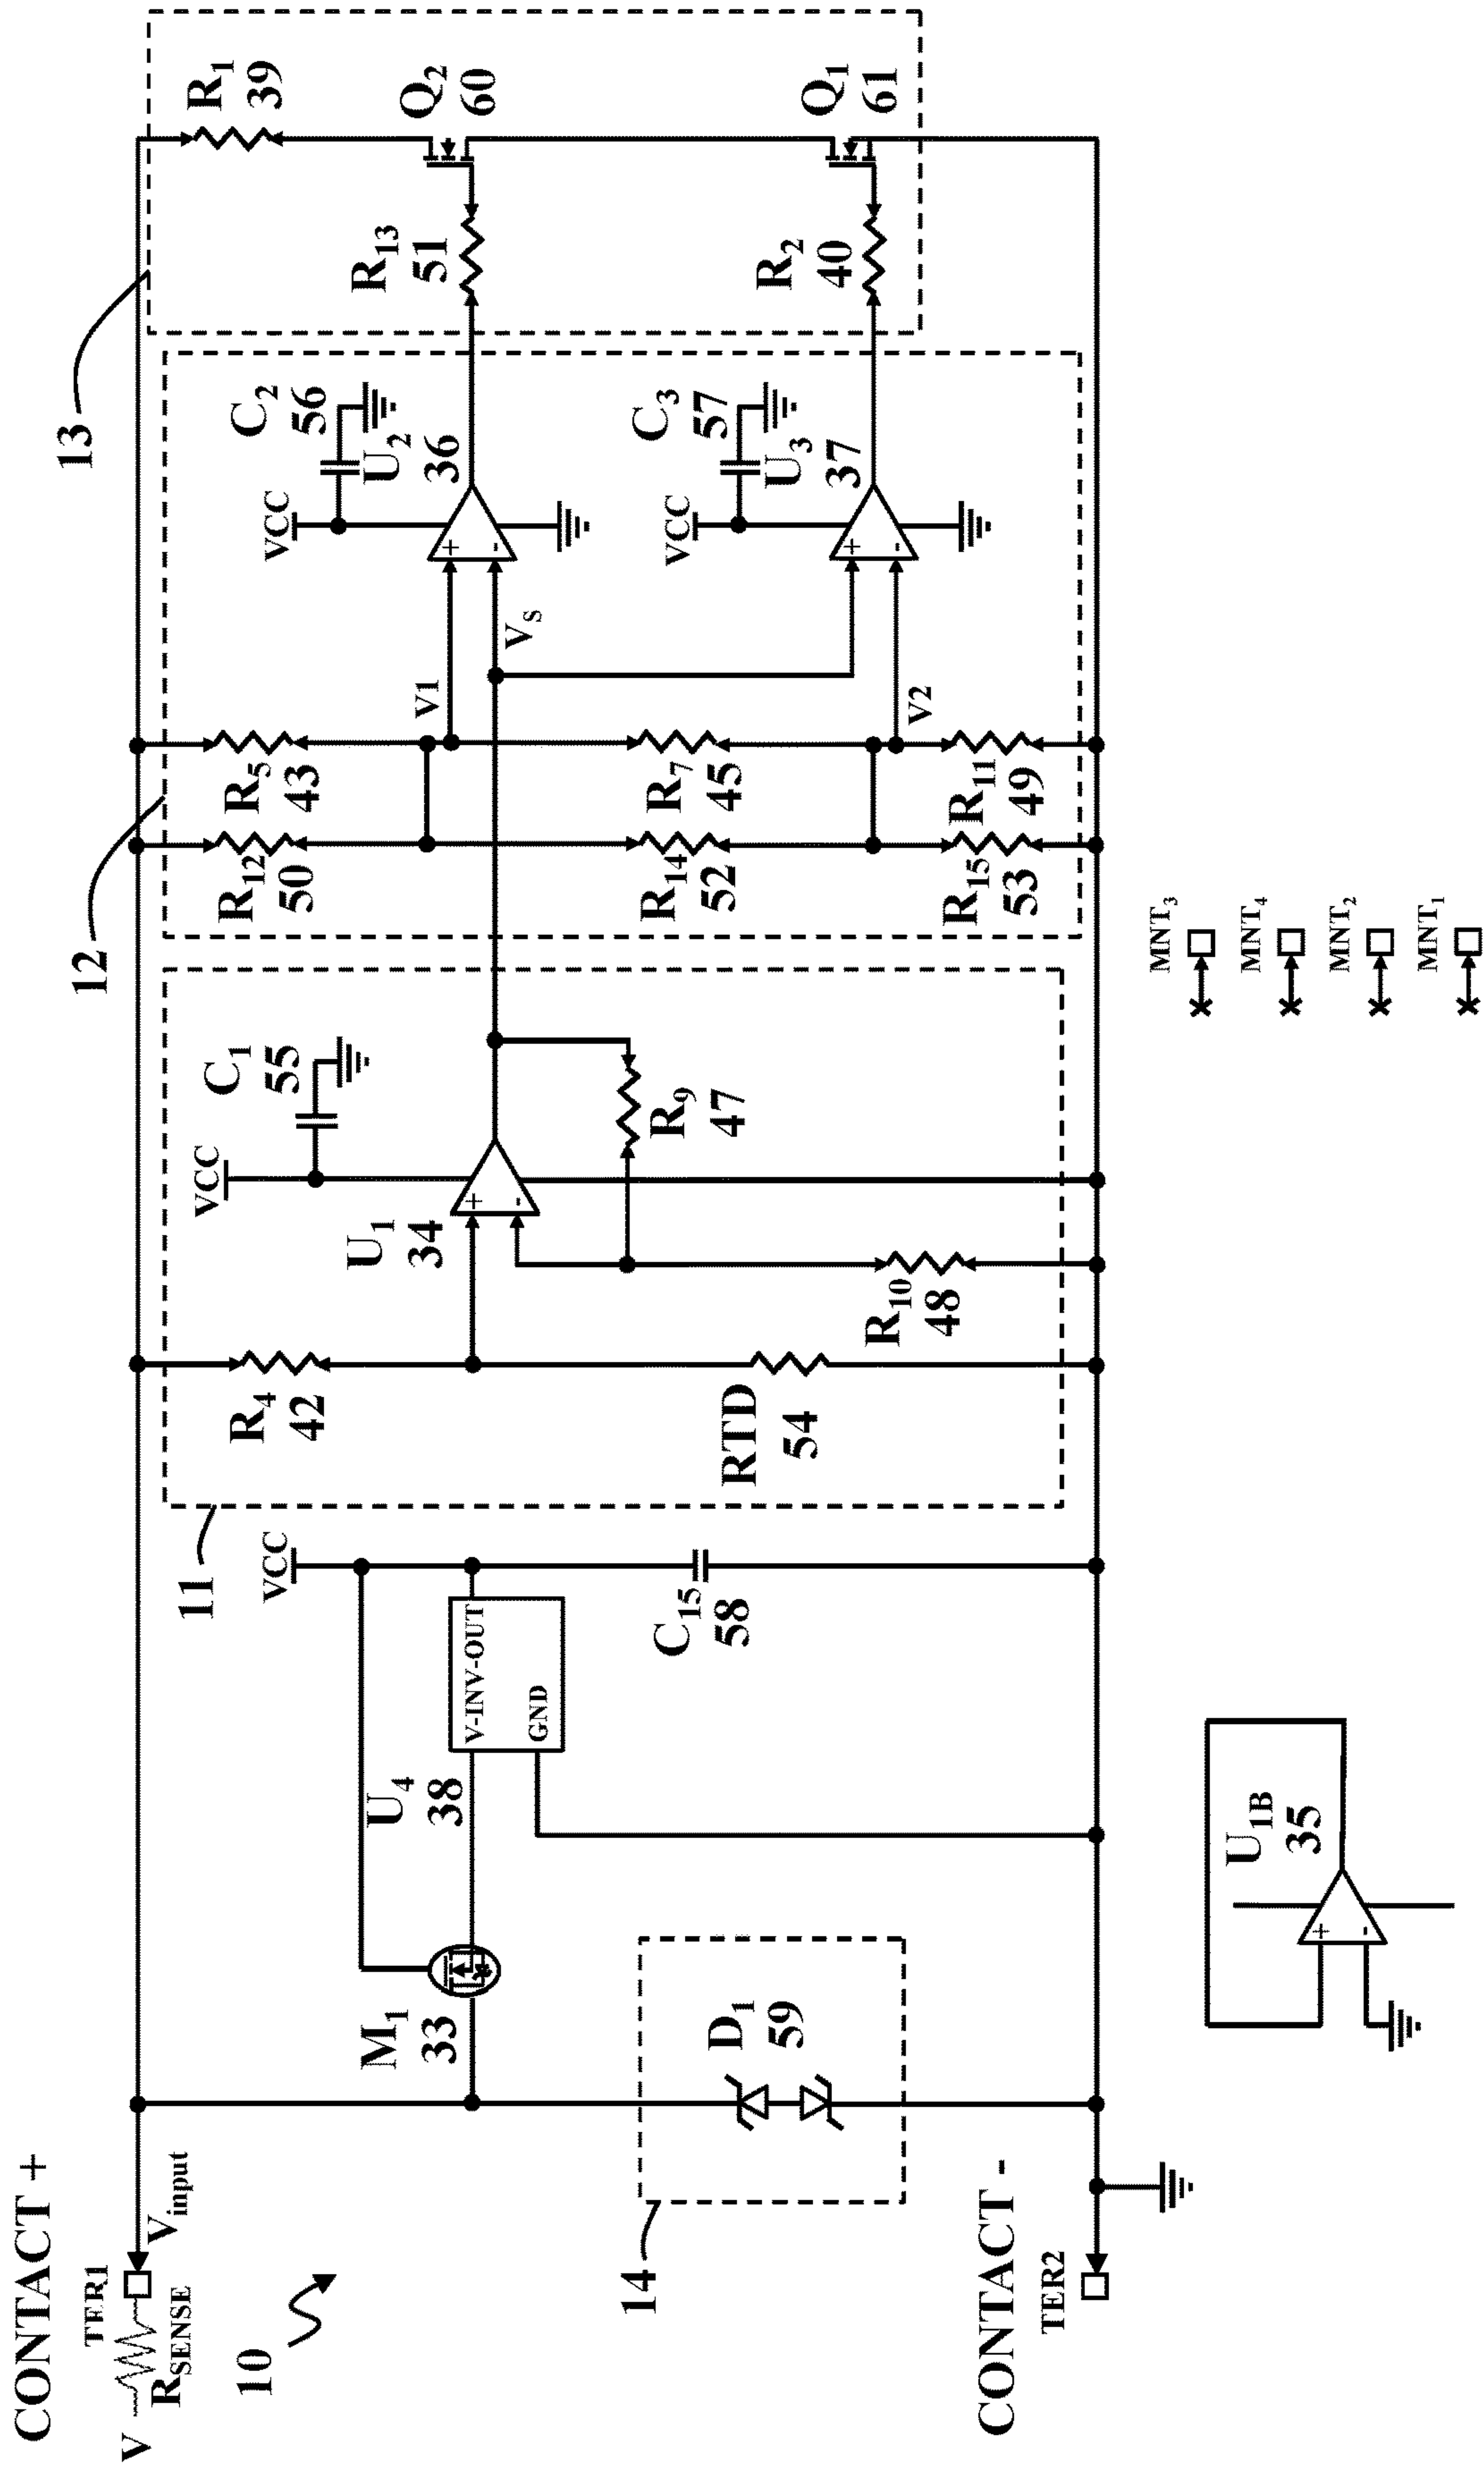 CONTACT +
TER1
V
RSENSE
Vinput
10
CONTACT -
TER2
14
D1
59
M1
33
U4
38
V-INV-OUT
GND
VCC
C15
58
U1B
35
+
-
11
R4
42
RTD
54
U1
34
+
-
VCC
C1
55
R9
47
R10
48
12
R12
50
R5
43
R14
52
R7
45
R15
53
R11
49
V1
VS
V2
VCC
C2
56
U2
36
+
-
VCC
C3
57
U3
37
+
-
13
R13
51
R2
40
R1
39
Q2
60
Q1
61
MNT3
MNT4
MNT2
MNT1